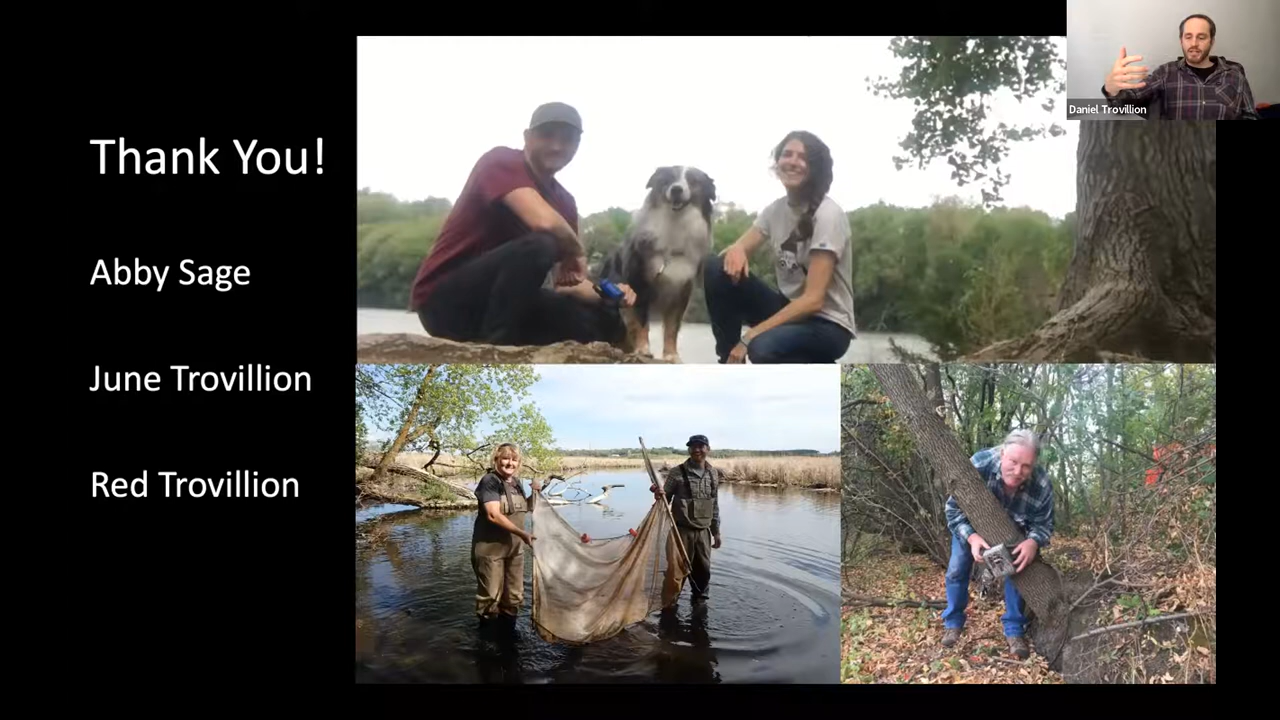 Thank You!
Abby Sage
June Trovillion
Red Trovillion
Daniel Trovillion